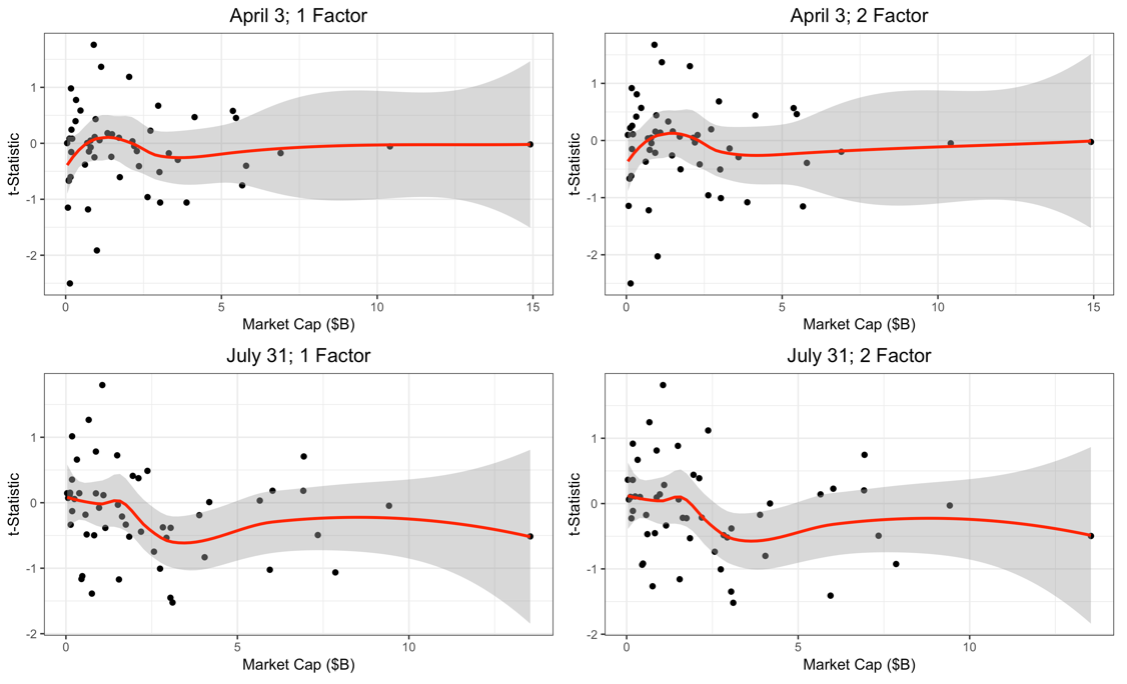 April 3; 1 Factor
t-Statistic
1
0
-1
-2
0
5
10
15
Market Cap ($B)
April 3; 2 Factor
t-Statistic
1
0
-1
-2
0
5
10
15
Market Cap ($B)
July 31; 1 Factor
t-Statistic
1
0
-1
-2
0
5
10
Market Cap ($B)
July 31; 2 Factor
t-Statistic
1
0
-1
-2
0
5
10
Market Cap ($B)